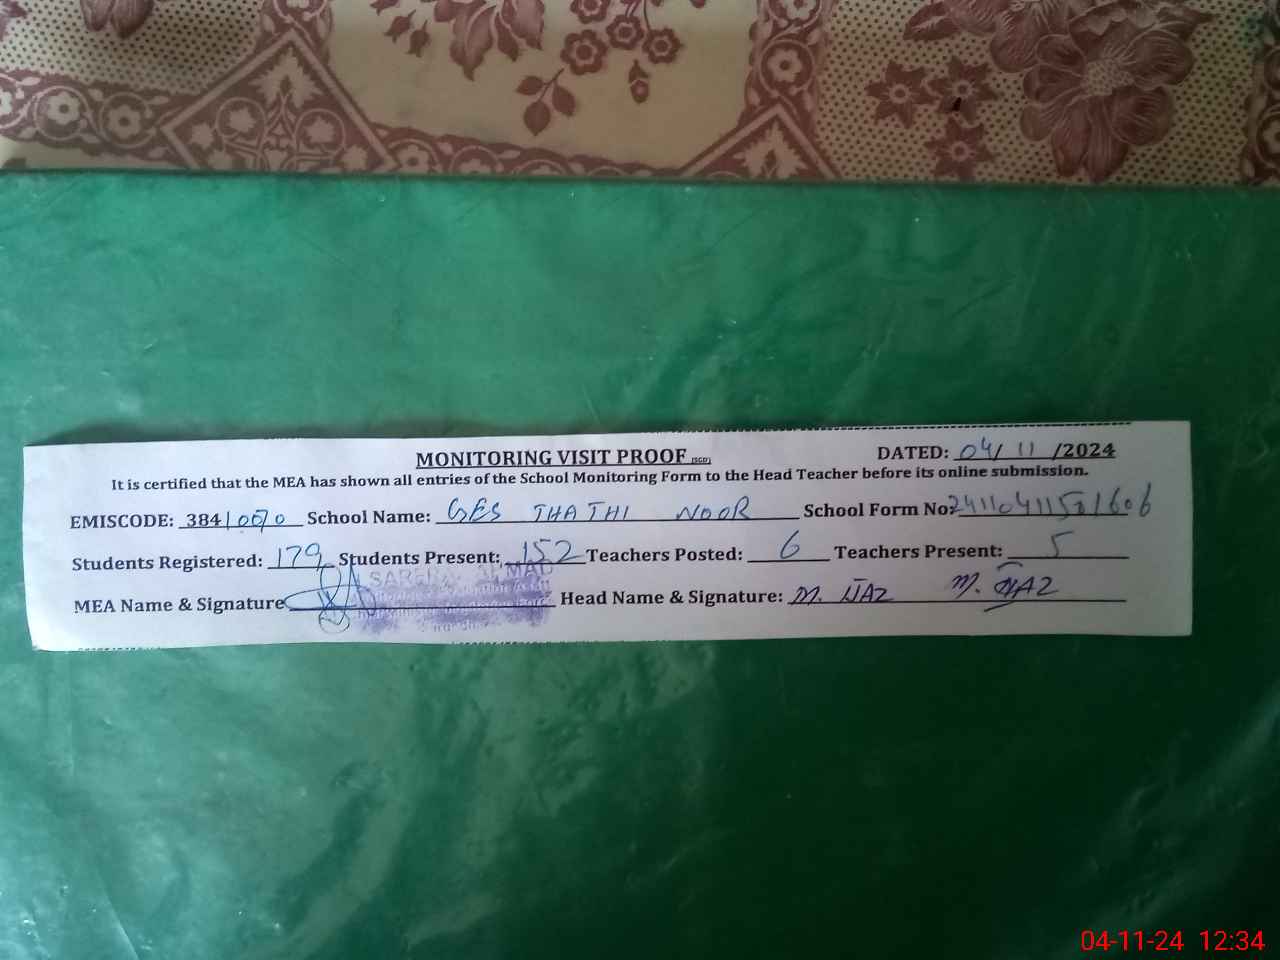 MONITORING VISIT PROOF (SGD) DATED: 04/11/2024
It is certified that the MEA has shown all entries of the School Monitoring Form to the Head Teacher before its online submission.
EMISCODE: 384 School Name: GES THATHI NOOR School Form No:
Students Registered: 179 Students Present: 152 Teachers Posted: 6 Teachers Present: 5
MEA Name & Signature Head Name & Signature: M. IJAZ M. IJAZ
04-11-24 12:34